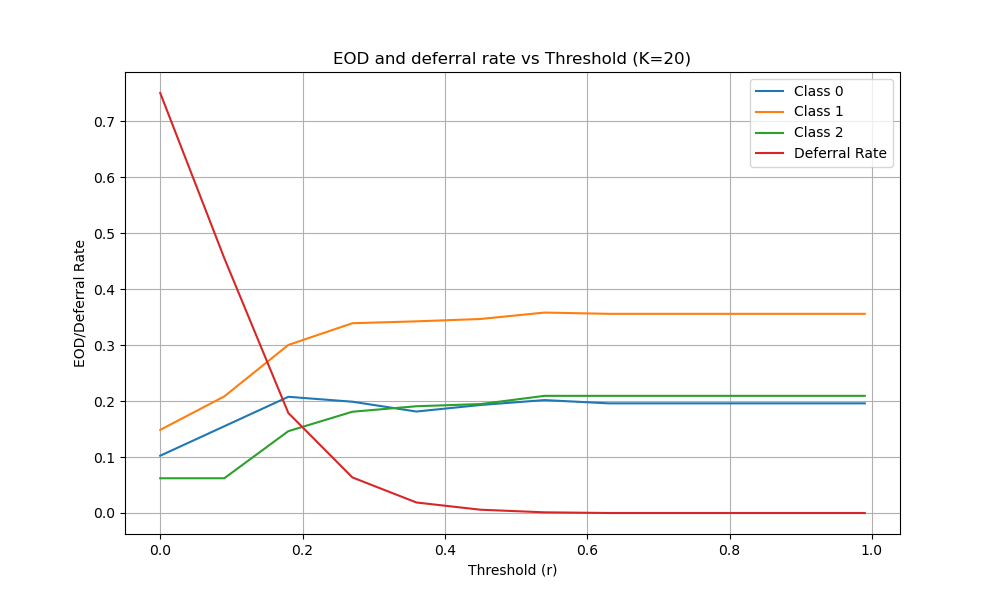 EOD and deferral rate vs Threshold (K=20)
Class 0
Class 1
Class 2
Deferral Rate
EOD/Deferral Rate
0.7
0.6
0.5
0.4
0.3
0.2
0.1
0.0
0.0 0.2 0.4 0.6 0.8 1.0
Threshold (r)